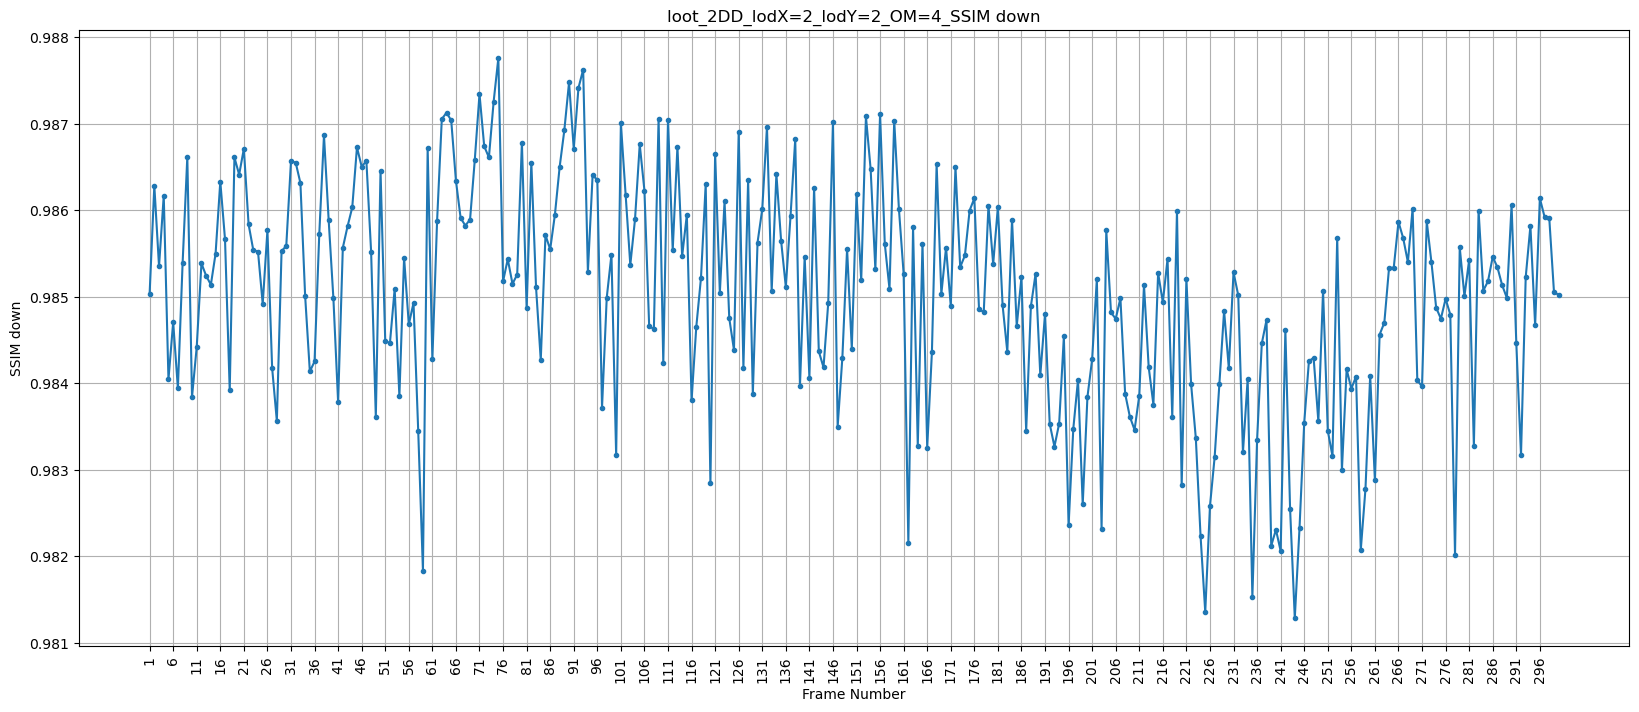 loot_2DD_lodX=2_lodY=2_OM=4_SSIM down
0.988
0.987
0.986
0.985
0.984
0.983
0.982
0.981
SSIM down
1 6 11 16 21 26 31 36 41 46 51 56 61 66 71 76 81 86 91 96 101 106 111 116 121 126 131 136 141 146 151 156 161 166 171 176 181 186 191 196 201 206 211 216 221 226 231 236 241 246 251 256 261 266 271 276 281 286 291 296
Frame Number